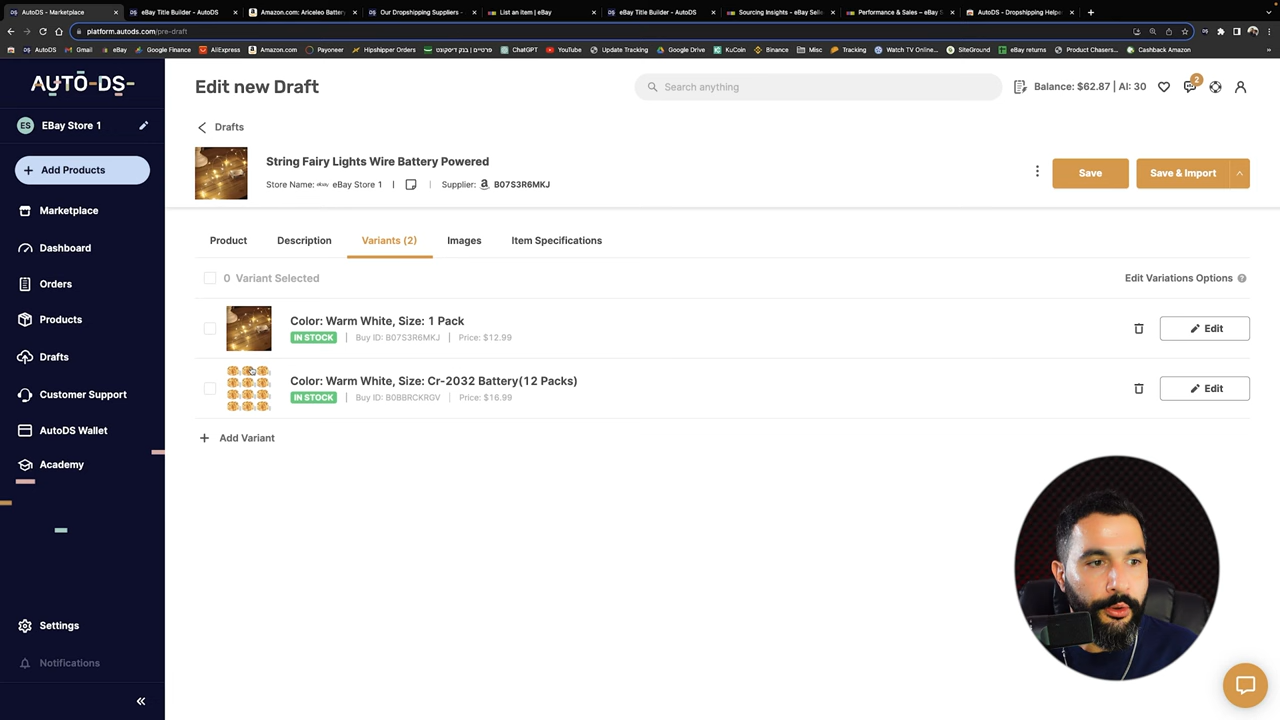 AutoDS - Marketplace
eBay Title Builder - AutoDS
Amazon.com: Ariceleo Battery
Our Dropshipping Suppliers -
List an item | eBay
eBay Title Builder - AutoDS
Sourcing Insights - eBay Selle
Performance & Sales – eBay S
AutoDS - Dropshipping Helpe
platform.autods.com/pre-draft
AutoDS
Gmail
eBay
Google Finance
AliExpress
Amazon.com
Payoneer
Hipshipper Orders
פרטיים | דיסקונט
ChatGPT
YouTube
Update Tracking
Google Drive
KuCoin
Binance
Misc
Tracking
Watch TV Online...
SiteGround
eBay returns
Product Chasers...
Cashback Amazon
AUTO-DS-
ES
EBay Store 1
Add Products
Marketplace
Dashboard
Orders
Products
Drafts
Customer Support
AutoDS Wallet
Academy
Settings
Notifications
Edit new Draft
Search anything
Balance: $62.87 | AI: 30
2
Drafts
String Fairy Lights Wire Battery Powered
Store Name: ebay eBay Store 1 | | Supplier: B07S3R6MKJ
Save
Save & Import
Product
Description
Variants (2)
Images
Item Specifications
0 Variant Selected
Edit Variations Options ?
Color: Warm White, Size: 1 Pack
IN STOCK | Buy ID: B07S3R6MKJ | Price: $12.99
Edit
Color: Warm White, Size: Cr-2032 Battery(12 Packs)
IN STOCK | Buy ID: B0BBRCKRGV | Price: $16.99
Edit
+ Add Variant